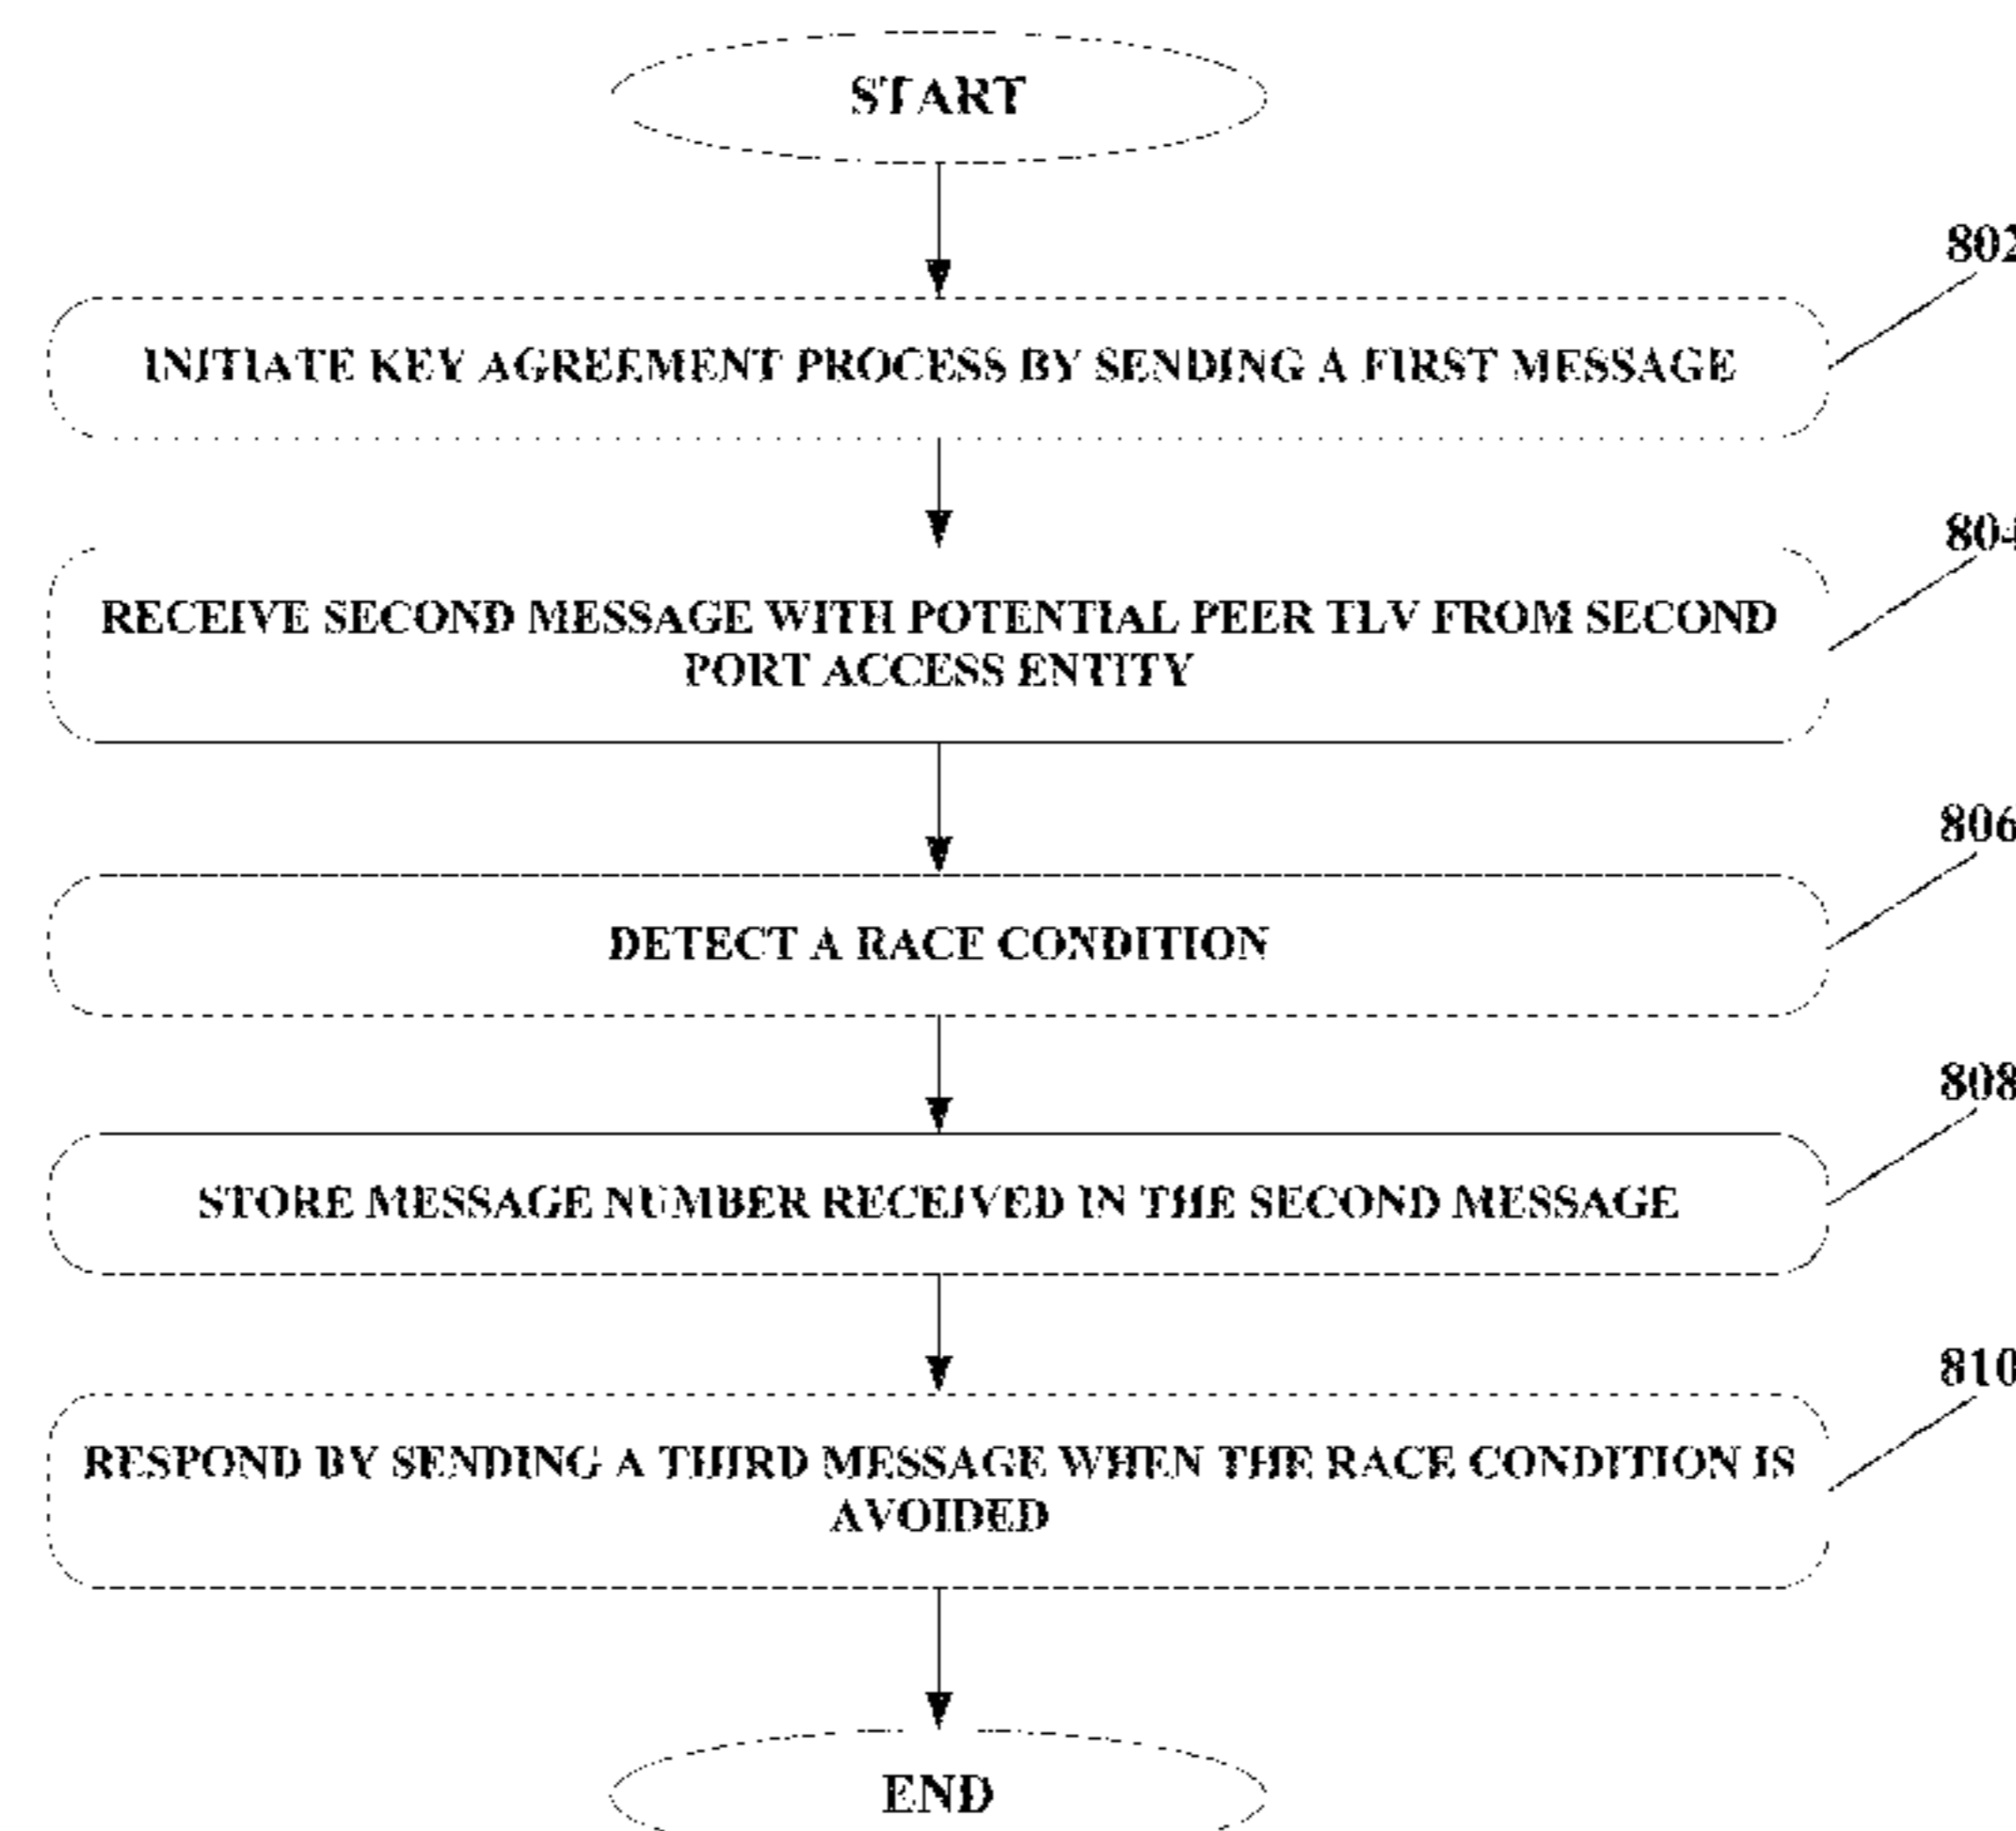 START
802
INITIATE KEY AGREEMENT PROCESS BY SENDING A FIRST MESSAGE
804
RECEIVE SECOND MESSAGE WITH POTENTIAL PEER TLV FROM SECOND
PORT ACCESS ENTITY
806
DETECT A RACE CONDITION
808
STORE MESSAGE NUMBER RECEIVED IN THE SECOND MESSAGE
810
RESPOND BY SENDING A THIRD MESSAGE WHEN THE RACE CONDITION IS
AVOIDED
END